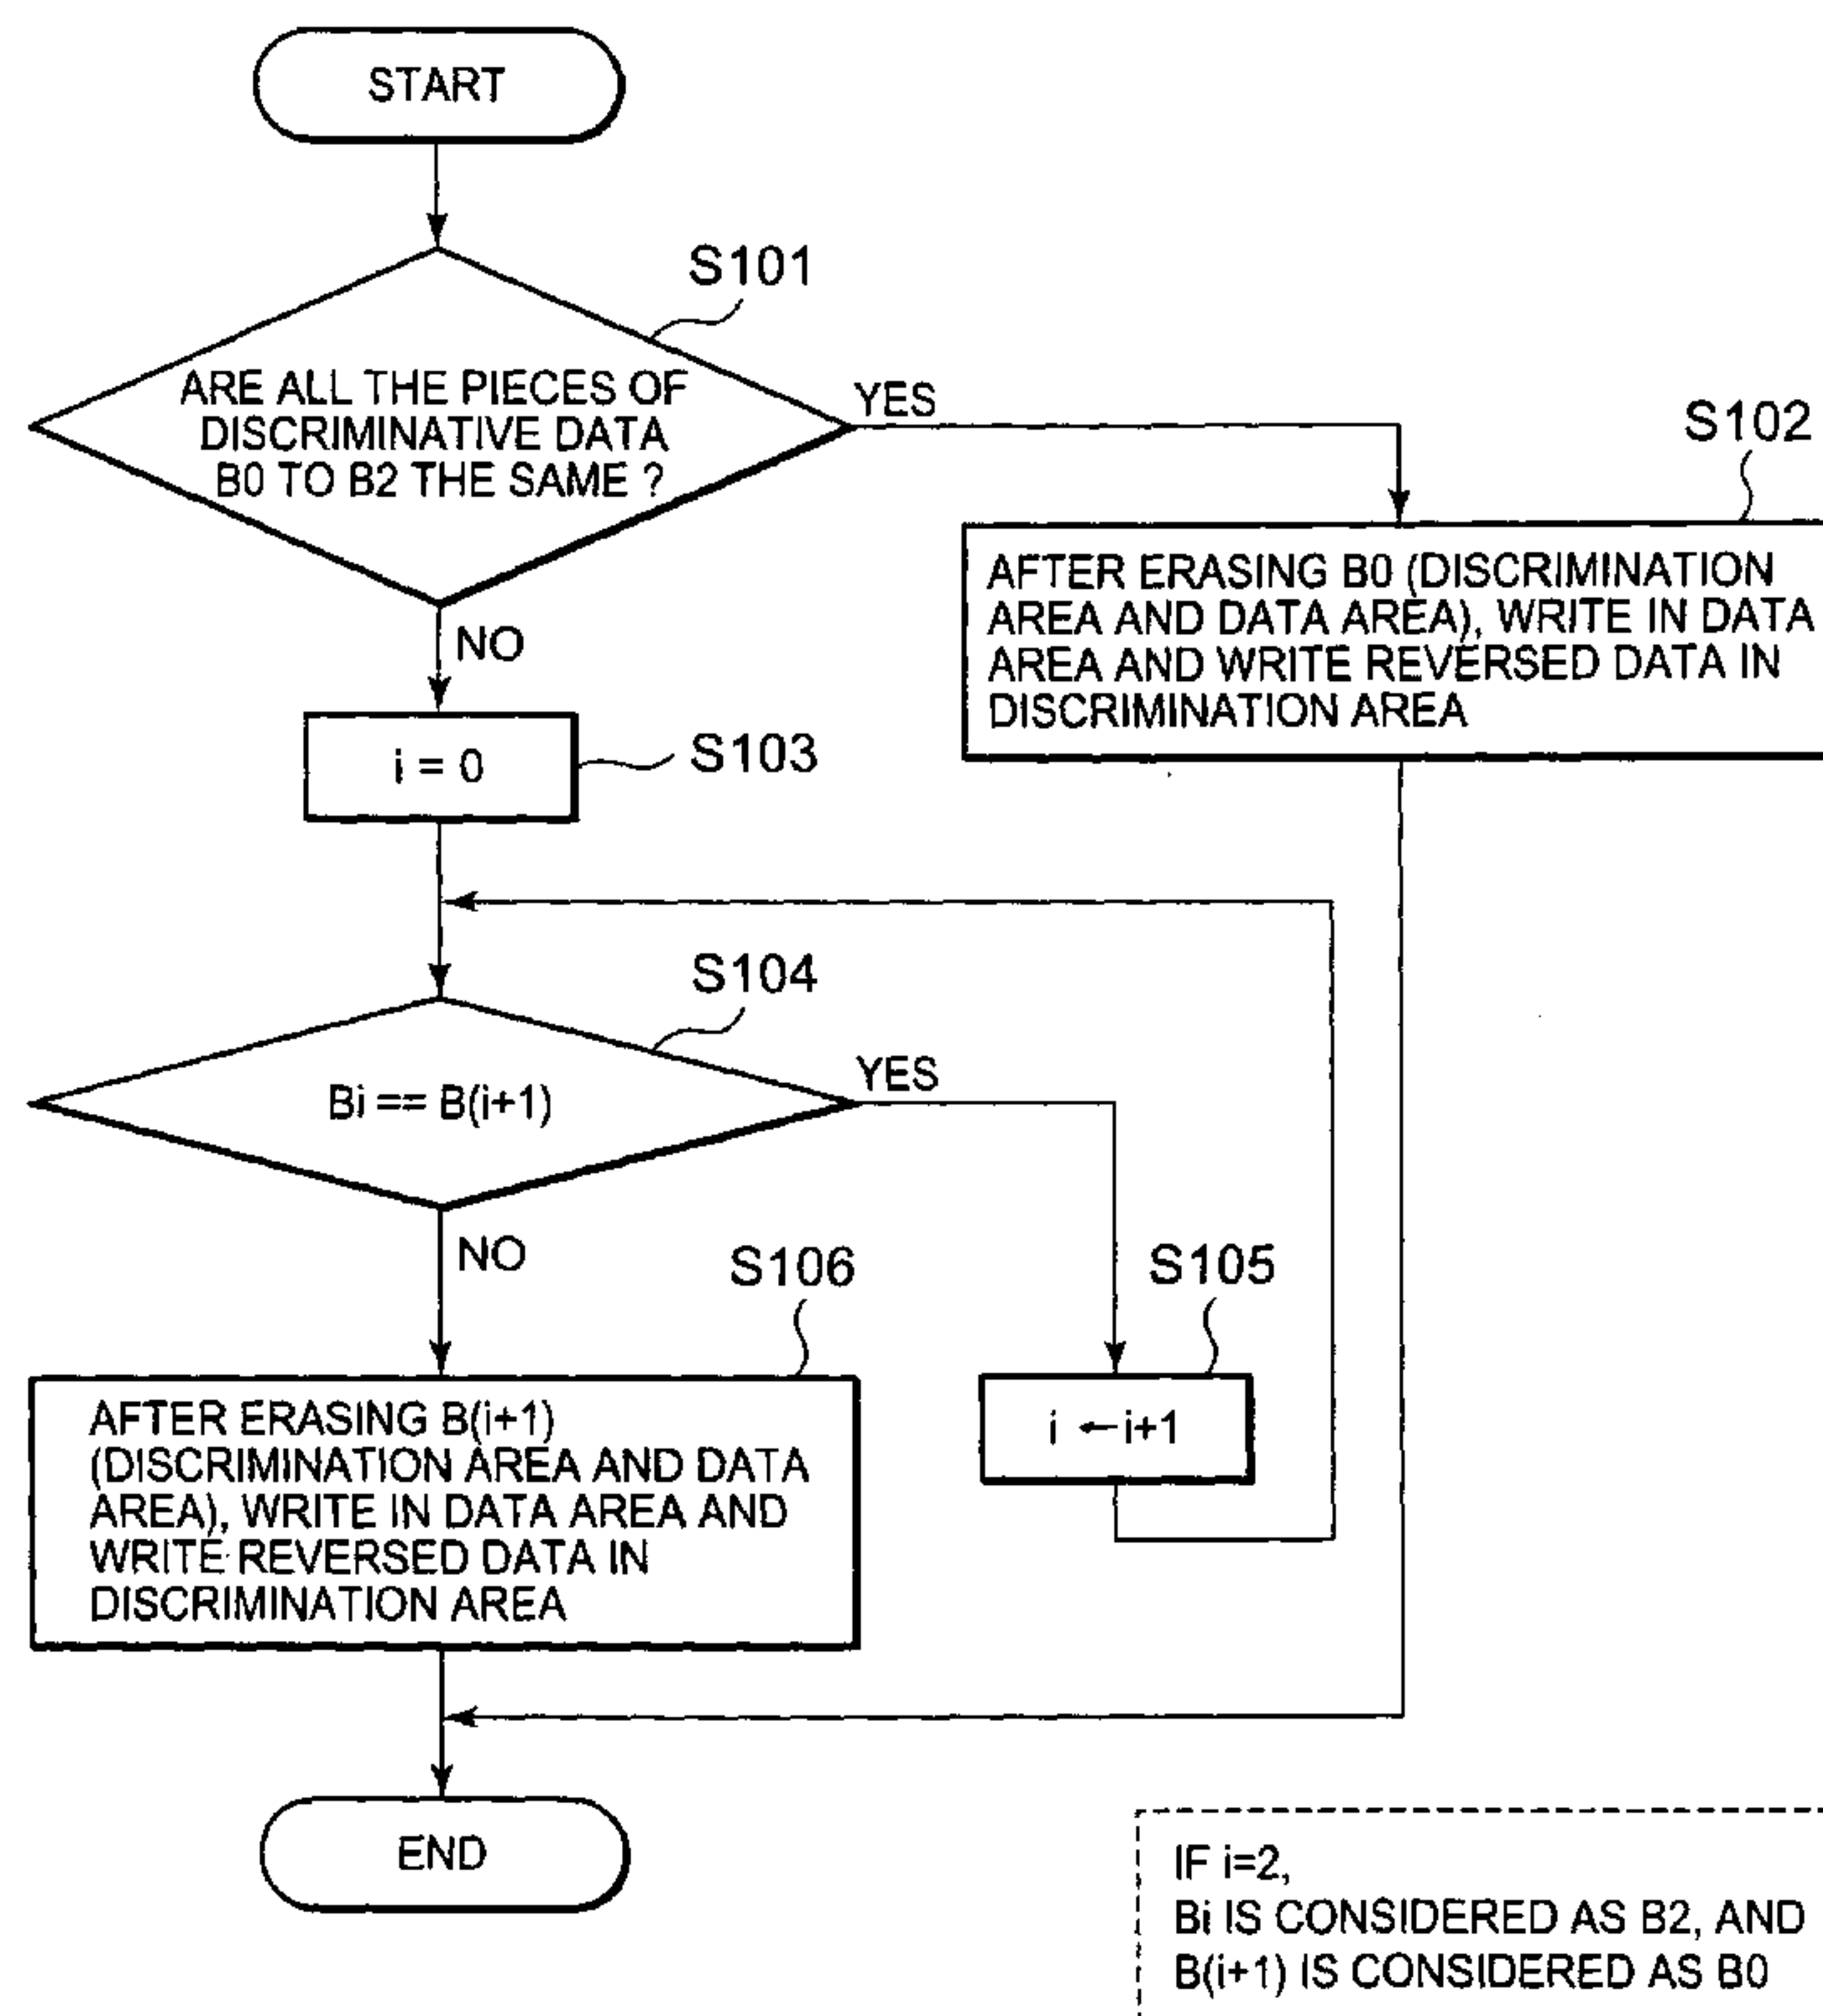 START
S101
ARE ALL THE PIECES OF
DISCRIMINATIVE DATA
B0 TO B2 THE SAME ?
YES
S102
AFTER ERASING B0 (DISCRIMINATION
AREA AND DATA AREA), WRITE IN DATA
AREA AND WRITE REVERSED DATA IN
DISCRIMINATION AREA
NO
i = 0
S103
S104
Bi == B(i+1)
YES
NO
S106
S105
AFTER ERASING B(i+1)
(DISCRIMINATION AREA AND DATA
AREA), WRITE IN DATA AREA AND
WRITE REVERSED DATA IN
DISCRIMINATION AREA
i ←i+1
END
IF i=2,
Bi IS CONSIDERED AS B2, AND
B(i+1) IS CONSIDERED AS B0